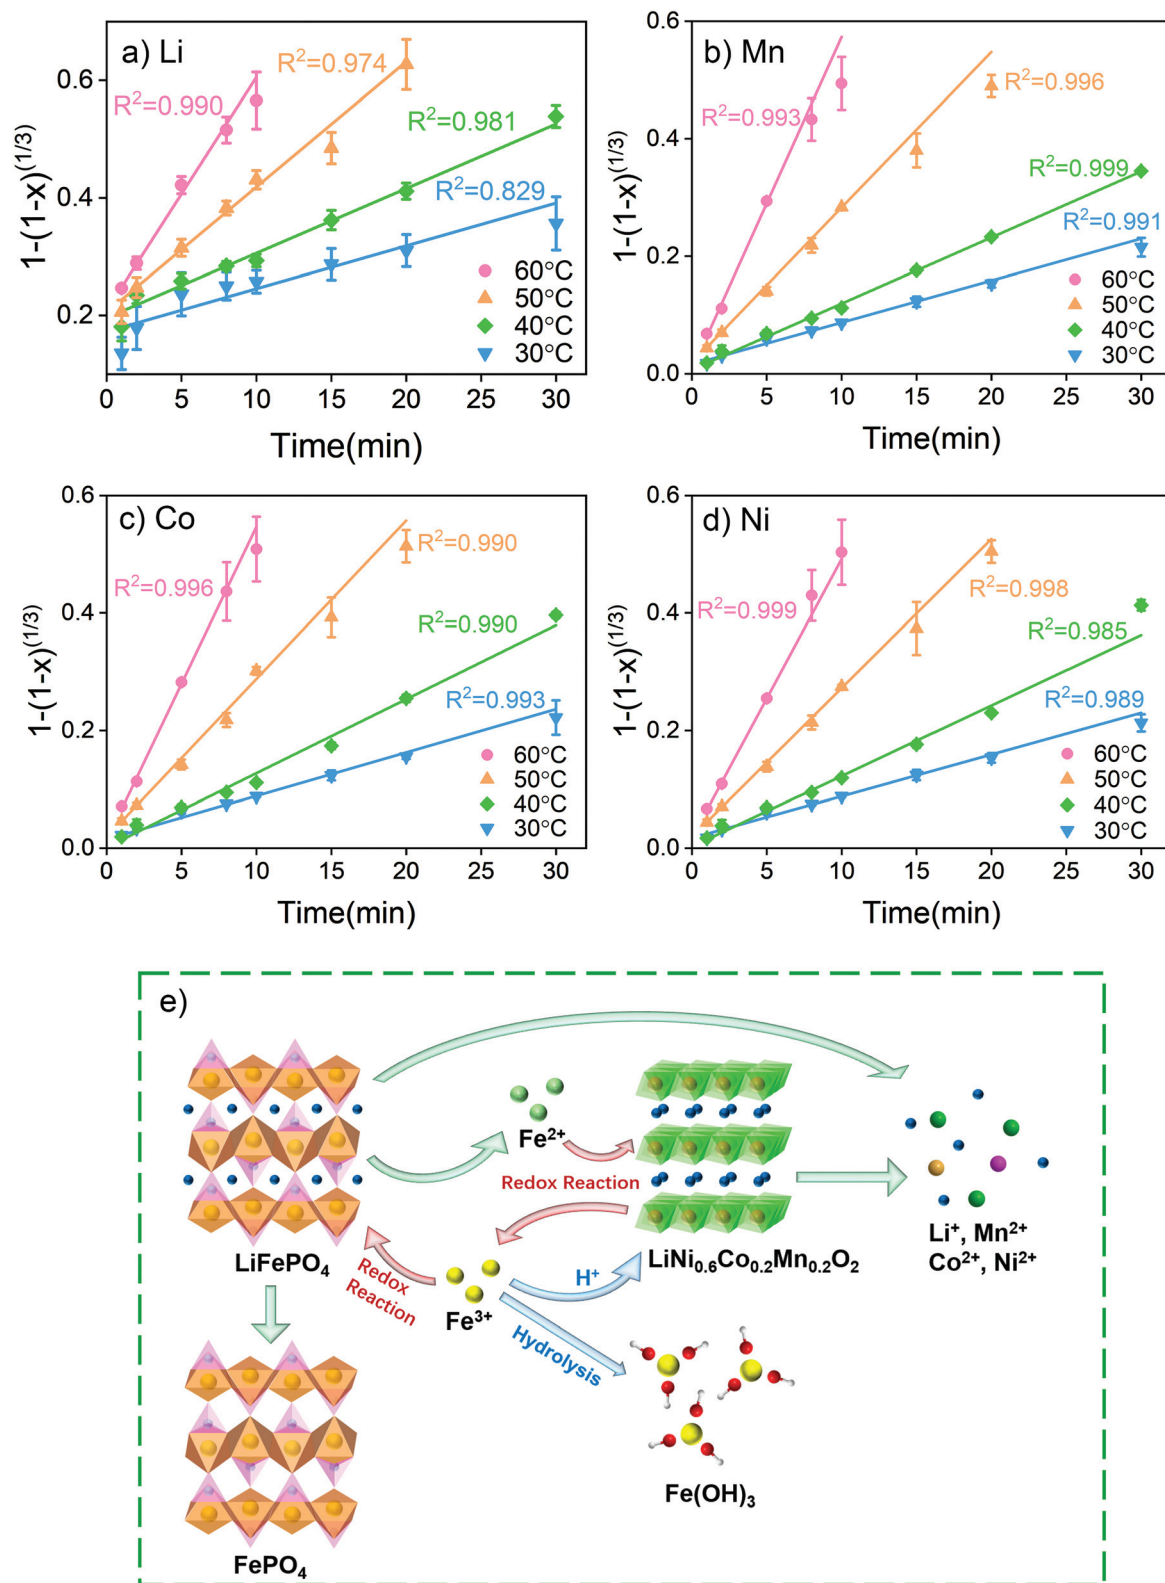 a) Li
1-(1-x)^(1/3)
0.6
0.4
0.2
R²=0.990
R²=0.974
R²=0.981
R²=0.829
60°C
50°C
40°C
30°C
0 5 10 15 20 25 30
Time(min)
b) Mn
1-(1-x)^(1/3)
0.6
0.4
0.2
0.0
R²=0.993
R²=0.996
R²=0.999
R²=0.991
60°C
50°C
40°C
30°C
0 5 10 15 20 25 30
Time(min)
c) Co
1-(1-x)^(1/3)
0.6
0.4
0.2
0.0
R²=0.996
R²=0.990
R²=0.990
R²=0.993
60°C
50°C
40°C
30°C
0 5 10 15 20 25 30
Time(min)
d) Ni
1-(1-x)^(1/3)
0.6
0.4
0.2
0.0
R²=0.999
R²=0.998
R²=0.985
R²=0.989
60°C
50°C
40°C
30°C
0 5 10 15 20 25 30
Time(min)
e)
Fe²⁺
Redox Reaction
LiFePO₄
Redox
Reaction
Fe³⁺
H⁺
Hydrolysis
LiNi₀.₆Co₀.₂Mn₀.₂O₂
Li⁺, Mn²⁺
Co²⁺, Ni²⁺
Fe(OH)₃
FePO₄